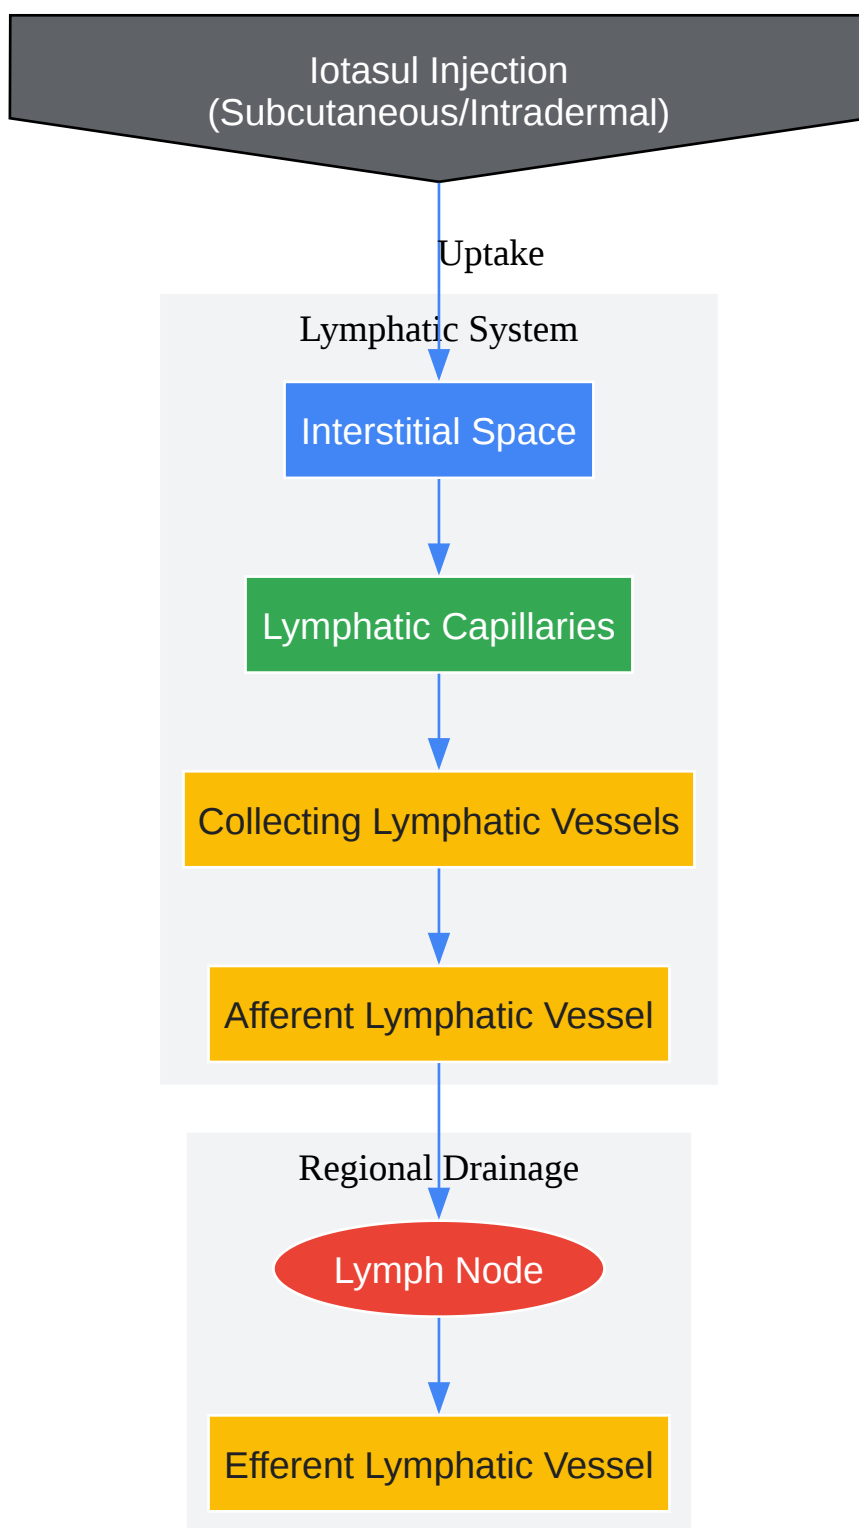 Iotasul Injection
(Subcutaneous/Intradermal)
Uptake
Lymphatic System
Interstitial Space
Lymphatic Capillaries
Collecting Lymphatic Vessels
Afferent Lymphatic Vessel
Regional Drainage
Lymph Node
Efferent Lymphatic Vessel